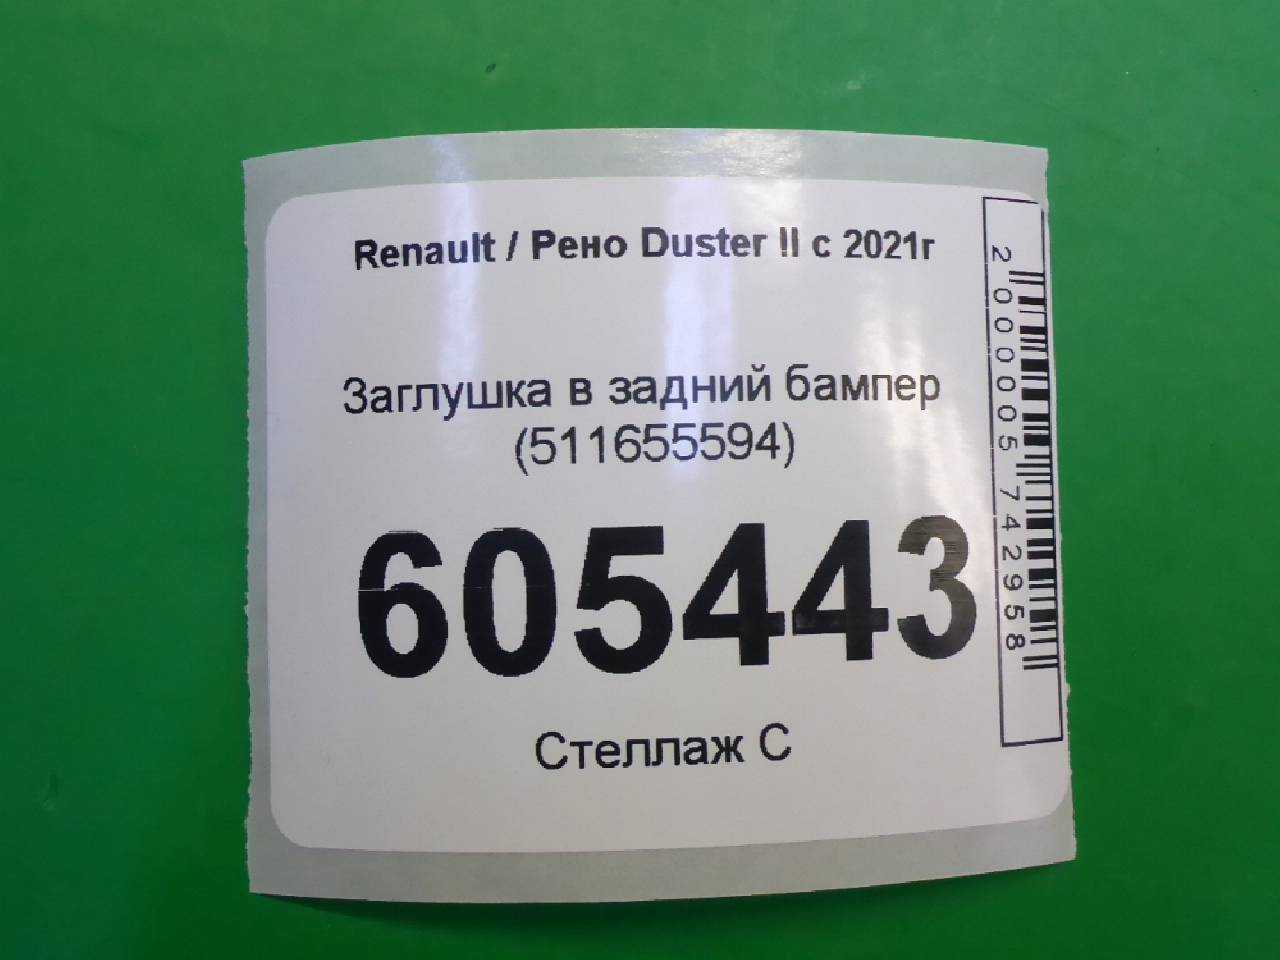 Renault / Рено Duster II с 2021г
Заглушка в задний бампер
(511655594)
605443
Стеллаж С
2000005742958